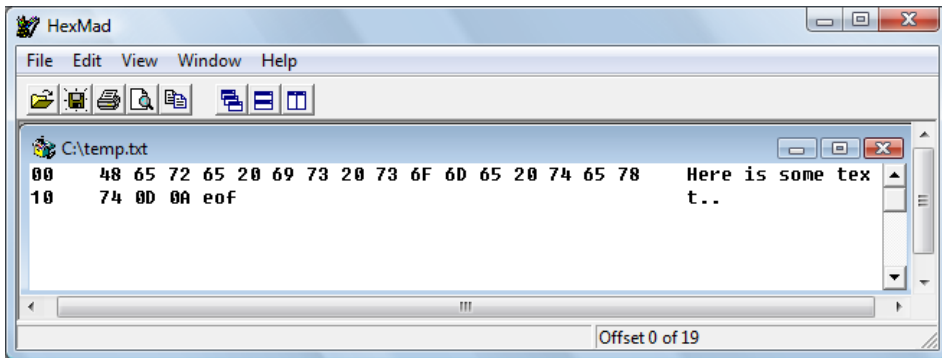 HexMad
File Edit View Window Help
C:\temp.txt
00 48 65 72 65 20 69 73 20 73 6F 6D 65 20 74 65 78 Here is some tex
10 74 0D 0A eof t..
Offset 0 of 19